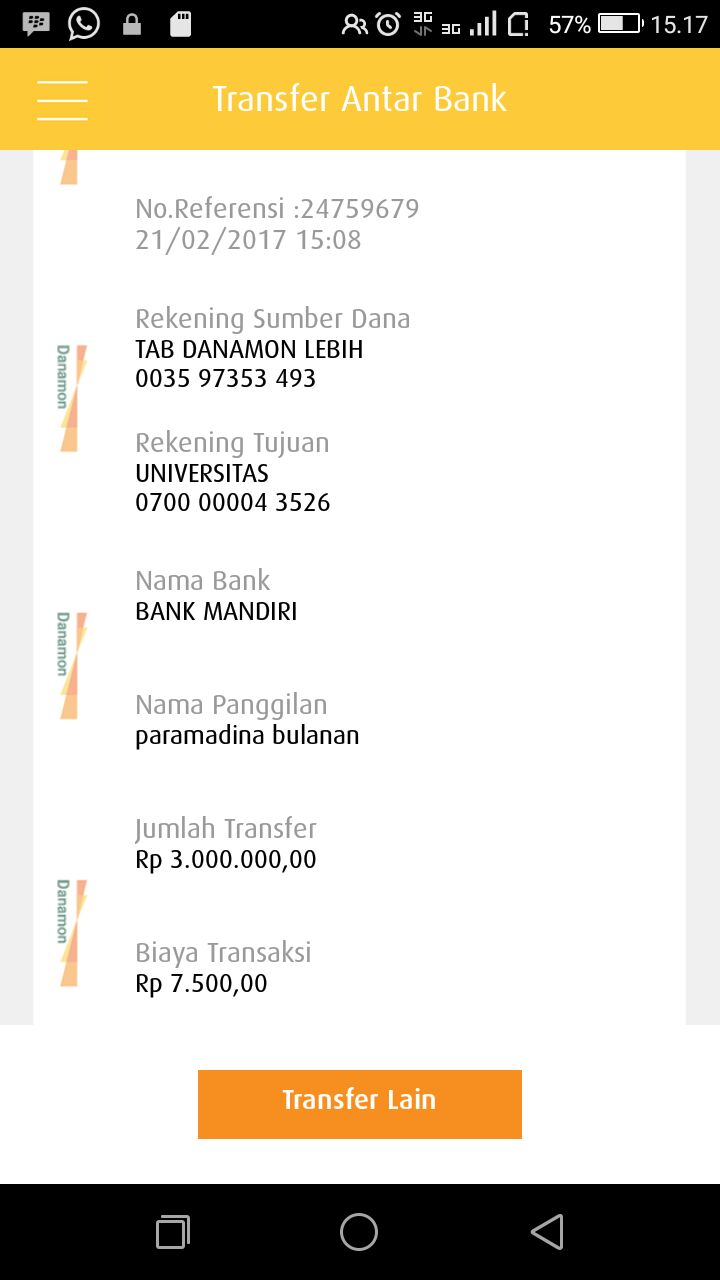 3G
3G
57%
15.17
Transfer Antar Bank
No.Referensi :24759679
21/02/2017 15:08
Rekening Sumber Dana
TAB DANAMON LEBIH
0035 97353 493
Danamon
Rekening Tujuan
UNIVERSITAS
0700 00004 3526
Nama Bank
BANK MANDIRI
Danamon
Nama Panggilan
paramadina bulanan
Jumlah Transfer
Rp 3.000.000,00
Danamon
Biaya Transaksi
Rp 7.500,00
Transfer Lain